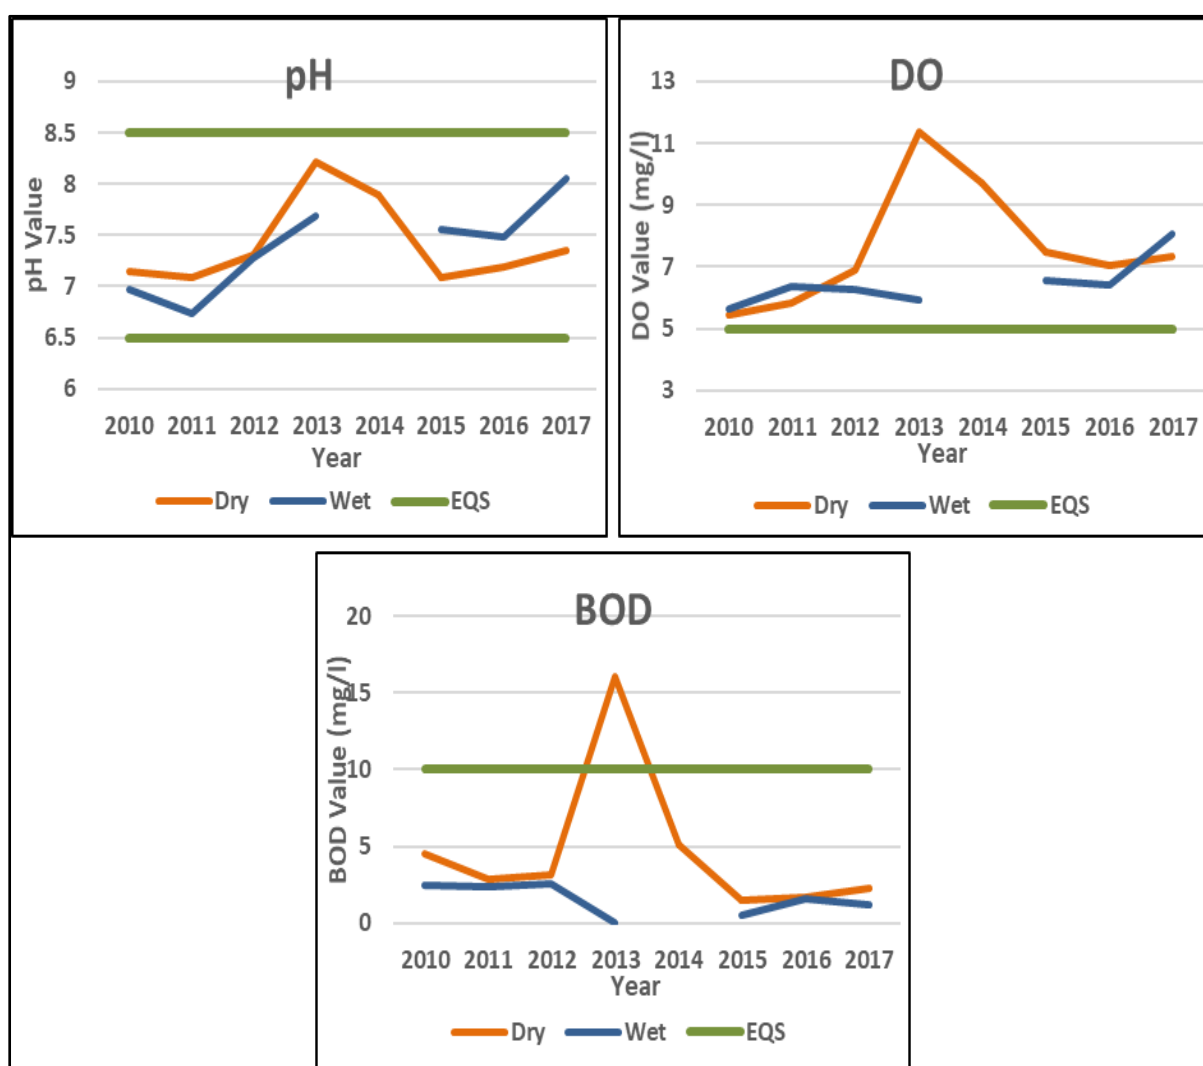 pH
9
8.5
8
7.5
7
6.5
6
pH Value
2010 2011 2012 2013 2014 2015 2016 2017
Year
Dry Wet EQS
DO
13
11
9
7
5
3
DO Value (mg/l)
2010 2011 2012 2013 2014 2015 2016 2017
Year
Dry Wet EQS
BOD
20
15
10
5
0
BOD Value (mg/l)
2010 2011 2012 2013 2014 2015 2016 2017
Year
Dry Wet EQS